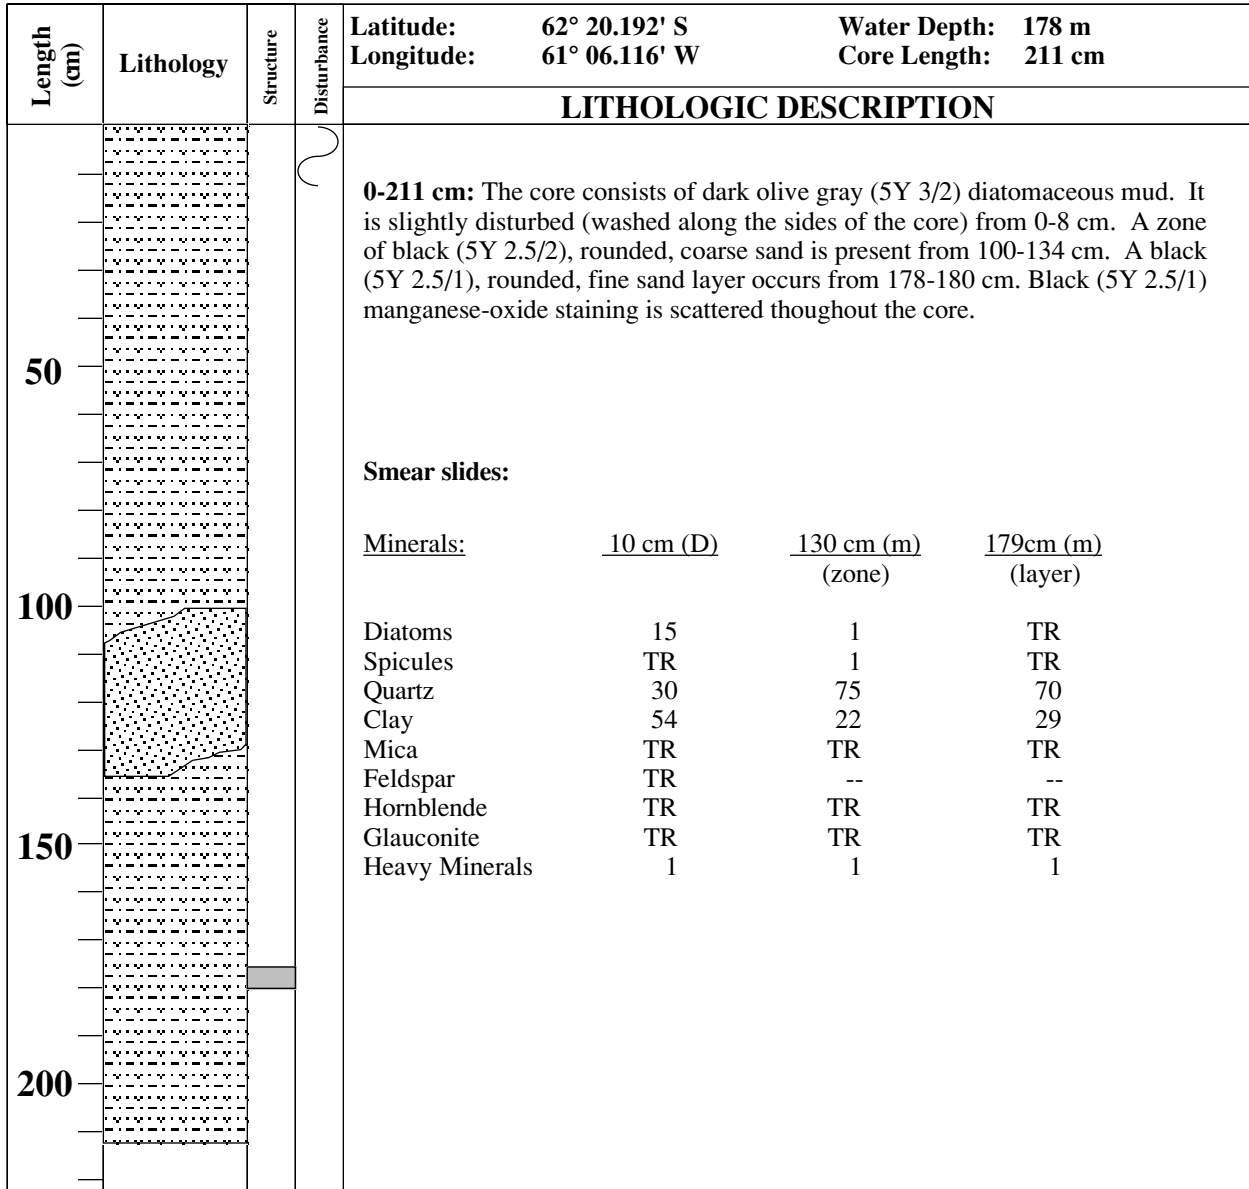 Length (cm)
Lithology
Structure
Disturbance
Latitude: 62° 20.192' S Water Depth: 178 m
Longitude: 61° 06.116' W Core Length: 211 cm
LITHOLOGIC DESCRIPTION
0-211 cm: The core consists of dark olive gray (5Y 3/2) diatomaceous mud. It
is slightly disturbed (washed along the sides of the core) from 0-8 cm. A zone
of black (5Y 2.5/2), rounded, coarse sand is present from 100-134 cm. A black
(5Y 2.5/1), rounded, fine sand layer occurs from 178-180 cm. Black (5Y 2.5/1)
manganese-oxide staining is scattered thoughout the core.
50
100
150
200
Smear slides:
Minerals: 10 cm (D) 130 cm (m) 179cm (m)
(zone) (layer)
Diatoms 15 1 TR
Spicules TR 1 TR
Quartz 30 75 70
Clay 54 22 29
Mica TR TR TR
Feldspar TR -- --
Hornblende TR TR TR
Glauconite TR TR TR
Heavy Minerals 1 1 1